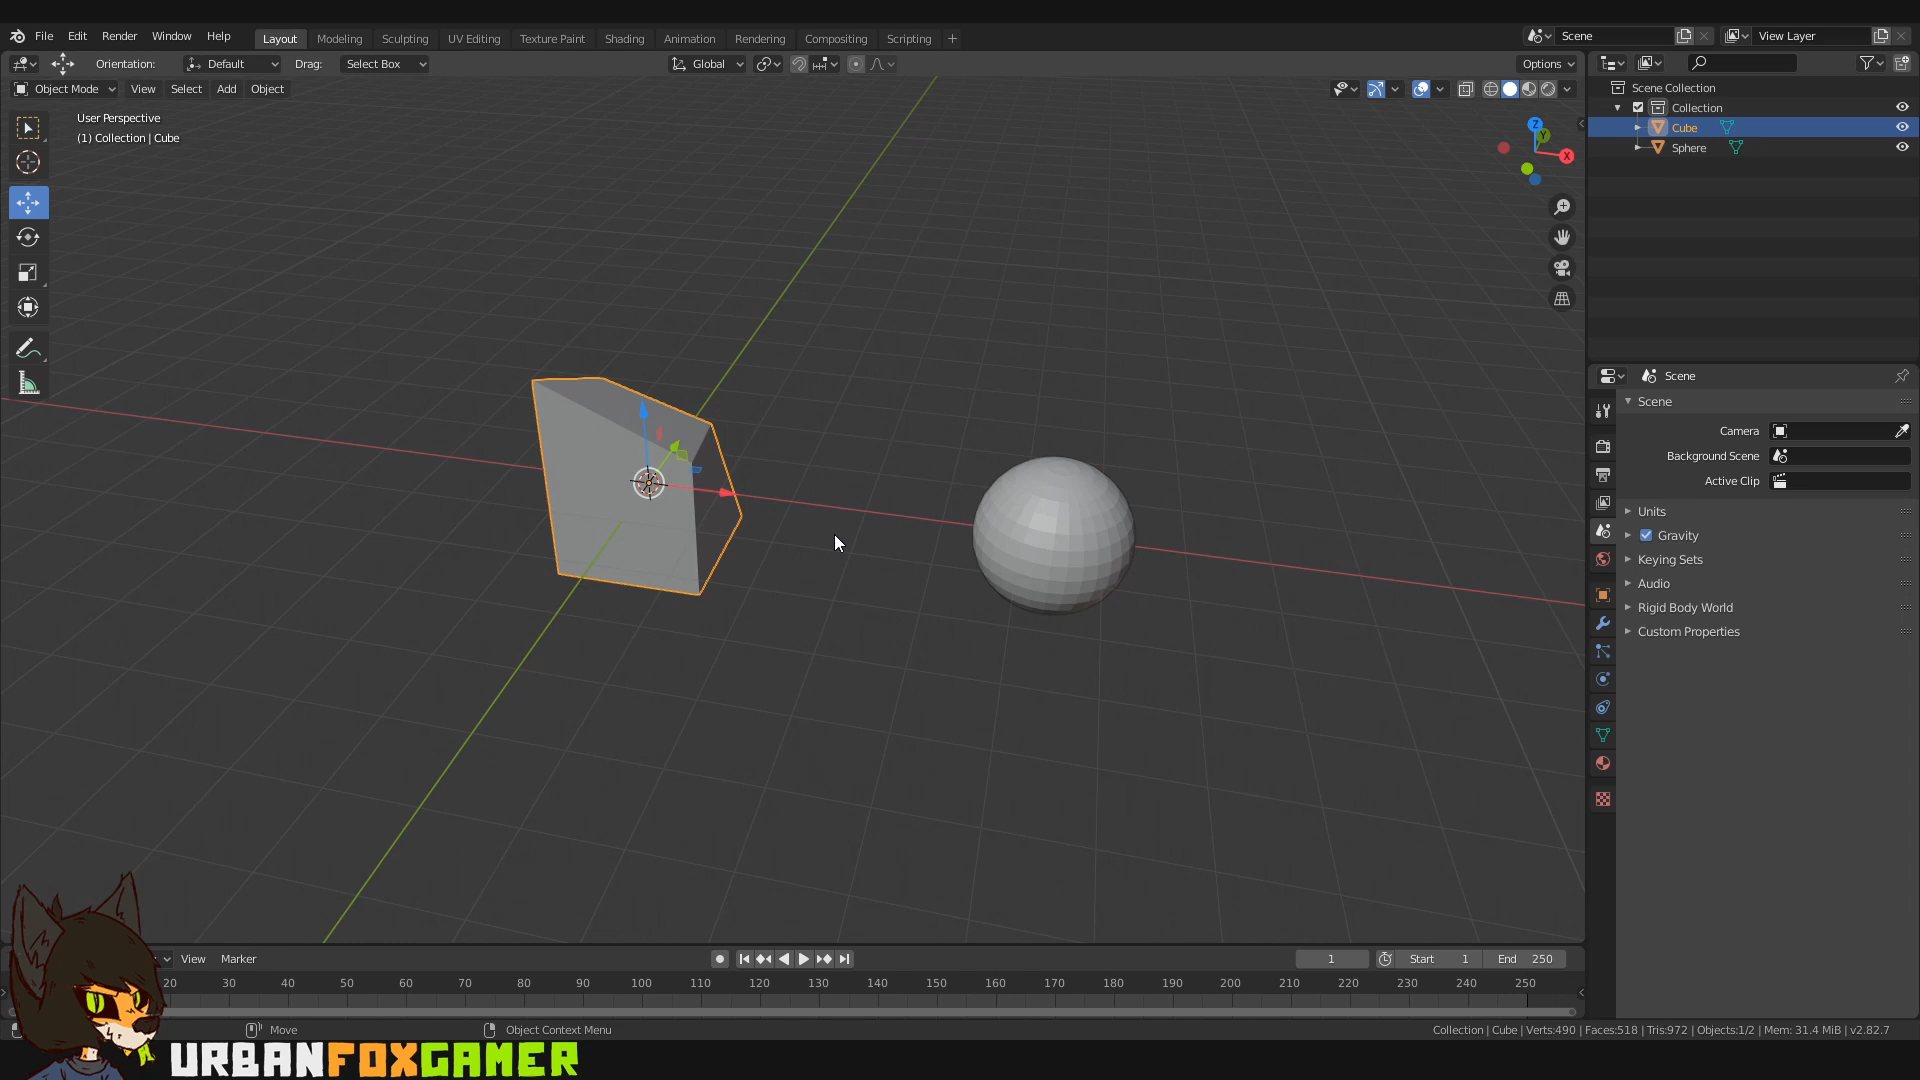 File Edit Render Window Help Layout Modeling Sculpting UV Editing Texture Paint Shading Animation Rendering Compositing Scripting + Scene View Layer
Orientation: Default Drag: Select Box Global Options
Object Mode View Select Add Object
User Perspective
(1) Collection | Cube
Z
Y
X
Scene Collection
Collection
Cube
Sphere
Scene
Scene
Camera
Background Scene
Active Clip
Units
Gravity
Keying Sets
Audio
Rigid Body World
Custom Properties
View Marker 1 Start 1 End 250
20 30 40 50 60 70 80 90 100 110 120 130 140 150 160 170 180 190 200 210 220 230 240 250
Move Object Context Menu Collection | Cube | Verts:490 | Faces:518 | Tris:972 | Objects:1/2 | Mem: 31.4 MiB | v2.82.7
URBANFOXGAMER